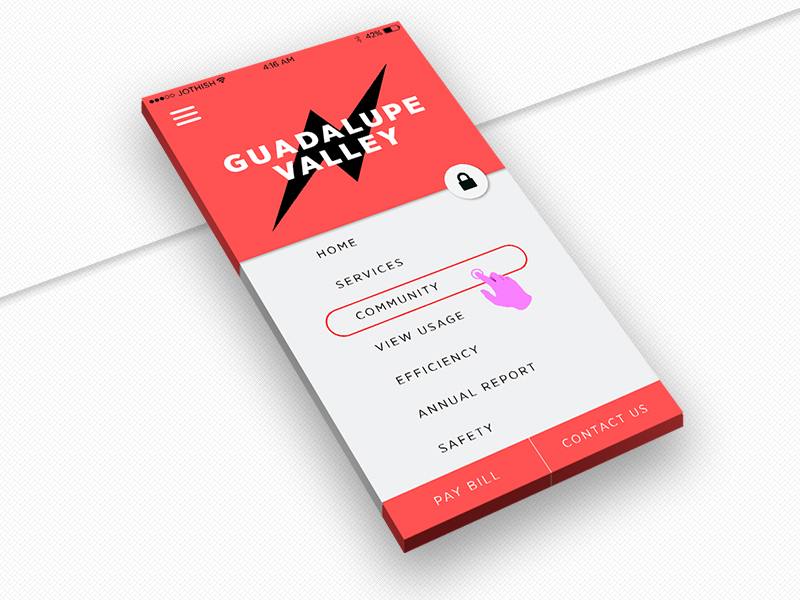 JOTHISH 4:16 AM 42%
GUADALUPE
VALLEY
HOME
SERVICES
COMMUNITY
VIEW USAGE
EFFICIENCY
ANNUAL REPORT
SAFETY
PAY BILL CONTACT US